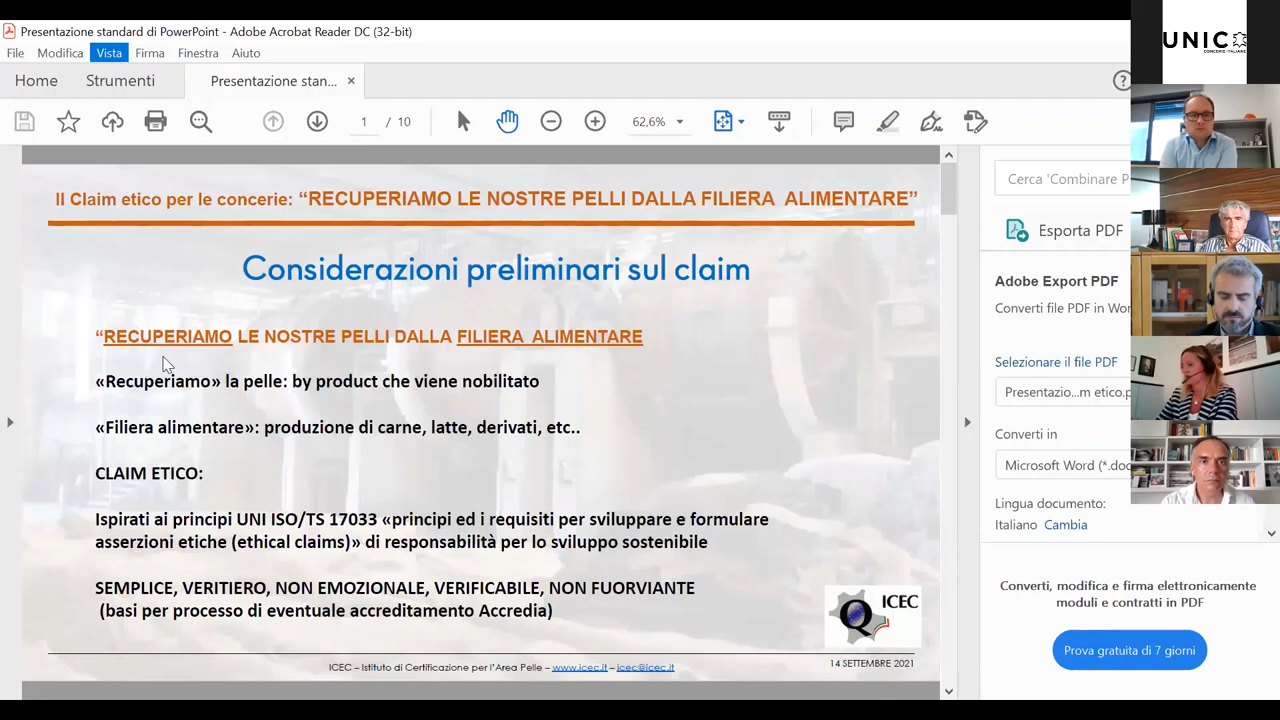 Presentazione standard di PowerPoint - Adobe Acrobat Reader DC (32-bit)
File Modifica Vista Firma Finestra Aiuto
Home Strumenti Presentazione stan... ×
1 / 10 62,6%
Il Claim etico per le concerie: “RECUPERIAMO LE NOSTRE PELLI DALLA FILIERA ALIMENTARE”
Considerazioni preliminari sul claim
“RECUPERIAMO LE NOSTRE PELLI DALLA FILIERA ALIMENTARE
«Recuperiamo» la pelle: by product che viene nobilitato
«Filiera alimentare»: produzione di carne, latte, derivati, etc..
CLAIM ETICO:
Ispirati ai principi UNI ISO/TS 17033 «principi ed i requisiti per sviluppare e formulare
asserzioni etiche (ethical claims)» di responsabilità per lo sviluppo sostenibile
SEMPLICE, VERITIERO, NON EMOZIONALE, VERIFICABILE, NON FUORVIANTE
(basi per processo di eventuale accreditamento Accredia)
Q ICEC
ICEC – Istituto di Certificazione per l’Area Pelle – www.icec.it – icec@icec.it
14 SETTEMBRE 2021
Cerca 'Combinare P
Esporta PDF
Adobe Export PDF
Converti file PDF in Wor
Selezionare il file PDF
Presentazio...m etico.p
Converti in
Microsoft Word (*.doc
Lingua documento:
Italiano Cambia
Converti, modifica e firma elettronicamente
moduli e contratti in PDF
Prova gratuita di 7 giorni
UNIC
CONCERIE ITALIANE